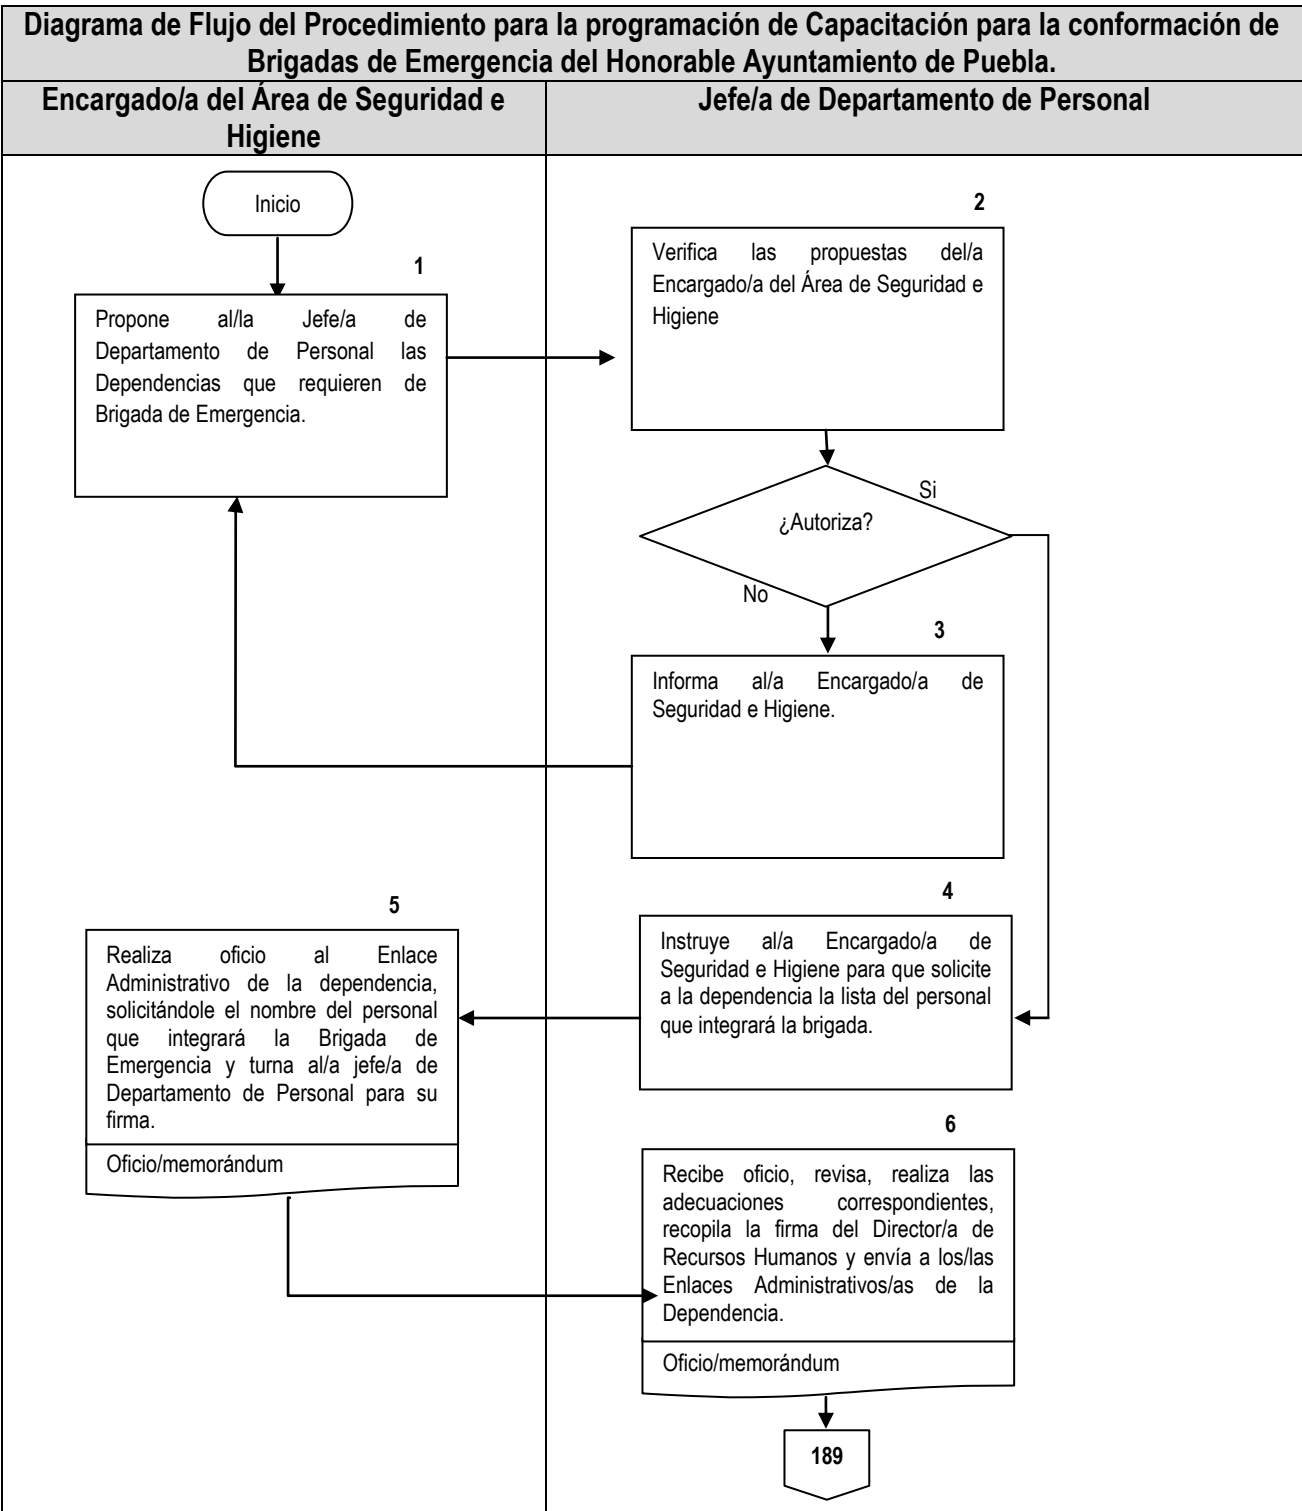 Diagrama de Flujo del Procedimiento para la programación de Capacitación para la conformación de
Brigadas de Emergencia del Honorable Ayuntamiento de Puebla.
Encargado/a del Área de Seguridad e
Higiene
Jefe/a de Departamento de Personal
Inicio
1
Propone al/la Jefe/a de
Departamento de Personal las
Dependencias que requieren de
Brigada de Emergencia.
2
Verifica las propuestas del/a
Encargado/a del Área de Seguridad e
Higiene
¿Autoriza?
Si
No
3
Informa al/a Encargado/a de
Seguridad e Higiene.
4
Instruye al/a Encargado/a de
Seguridad e Higiene para que solicite
a la dependencia la lista del personal
que integrará la brigada.
5
Realiza oficio al Enlace
Administrativo de la dependencia,
solicitándole el nombre del personal
que integrará la Brigada de
Emergencia y turna al/a jefe/a de
Departamento de Personal para su
firma.
Oficio/memorándum
6
Recibe oficio, revisa, realiza las
adecuaciones correspondientes,
recopila la firma del Director/a de
Recursos Humanos y envía a los/las
Enlaces Administrativos/as de la
Dependencia.
Oficio/memorándum
189